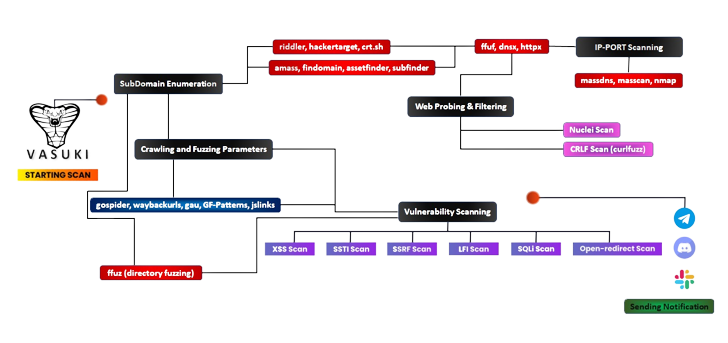 riddler, hackertarget, crt.sh
ffuf, dnsx, httpx
IP-PORT Scanning
amass, findomain, assetfinder, subfinder
SubDomain Enumeration
massdns, masscan, nmap
Web Probing & Filtering
Nuclei Scan
VASUKI
Crawling and Fuzzing Parameters
CRLF Scan (curlfuzz)
STARTING SCAN
gospider, waybackurls, gau, GF-Patterns, jslinks
Vulnerability Scanning
XSS Scan
SSTI Scan
SSRF Scan
LFI Scan
SQLi Scan
Open-redirect Scan
ffuz (directory fuzzing)
Sending Notification